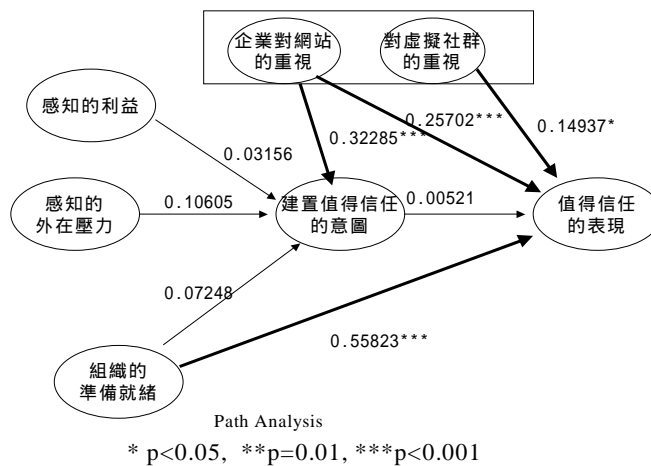 企業對網站
的重視
對虛擬社群
的重視
感知的利益
0.25702***
0.14937*
0.32285***
0.03156
感知的
外在壓力
0.10605
建置值得信任
的意圖
0.00521
值得信任
的表現
0.07248
0.55823***
組織的
準備就緒
Path Analysis
* p<0.05, **p=0.01, ***p<0.001